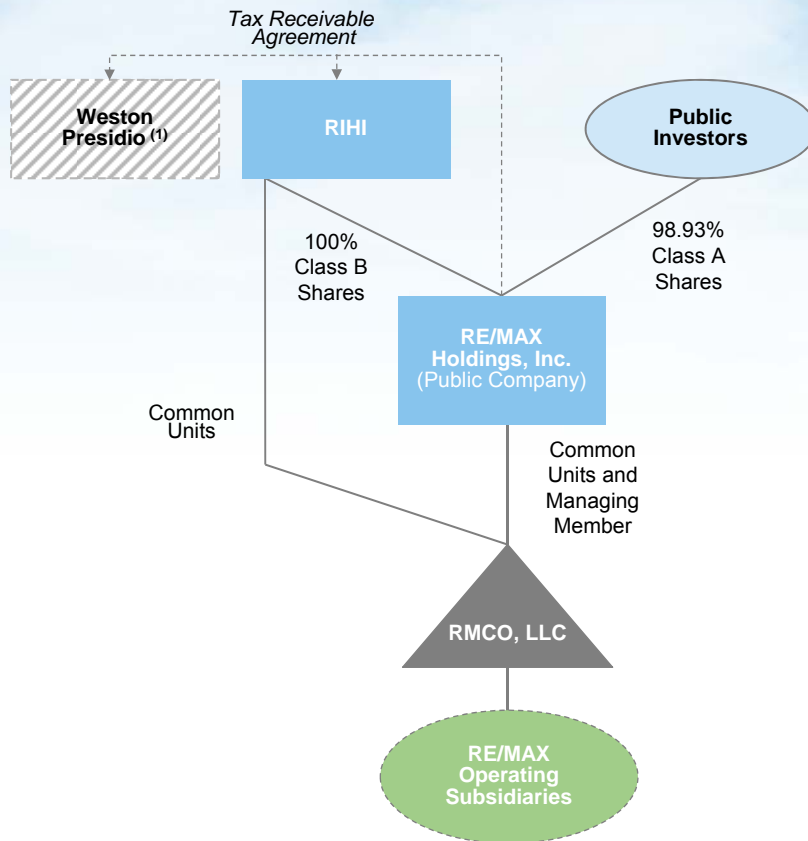 Tax Receivable
Agreement
Weston
Presidio (1)
RIHI
Public
Investors
100%
Class B
Shares
98.93%
Class A
Shares
RE/MAX
Holdings, Inc.
(Public Company)
Common
Units
Common
Units and
Managing
Member
RMCO, LLC
RE/MAX
Operating
Subsidiaries